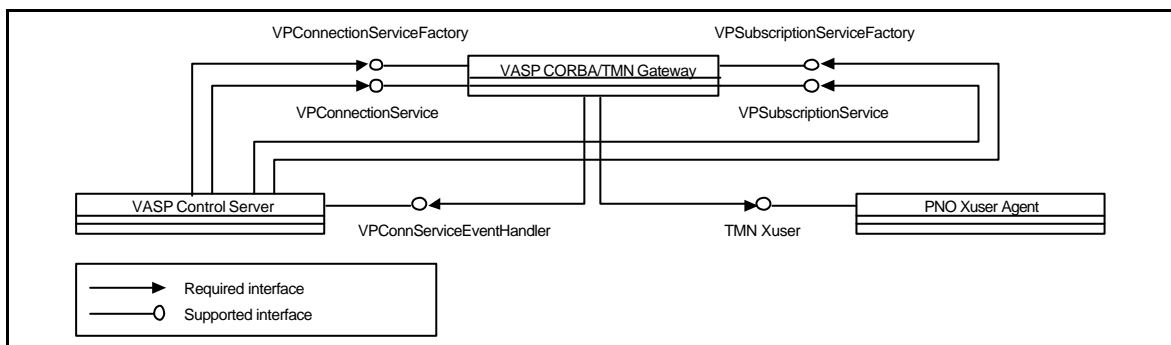 VPConnectionServiceFactory
VPSubscriptionServiceFactory
VASP CORBA/TMN Gateway
VPConnectionService
VPSubscriptionService
VASP Control Server
PNO Xuser Agent
VPConnServiceEventHandler
TMN Xuser
Required interface
Supported interface